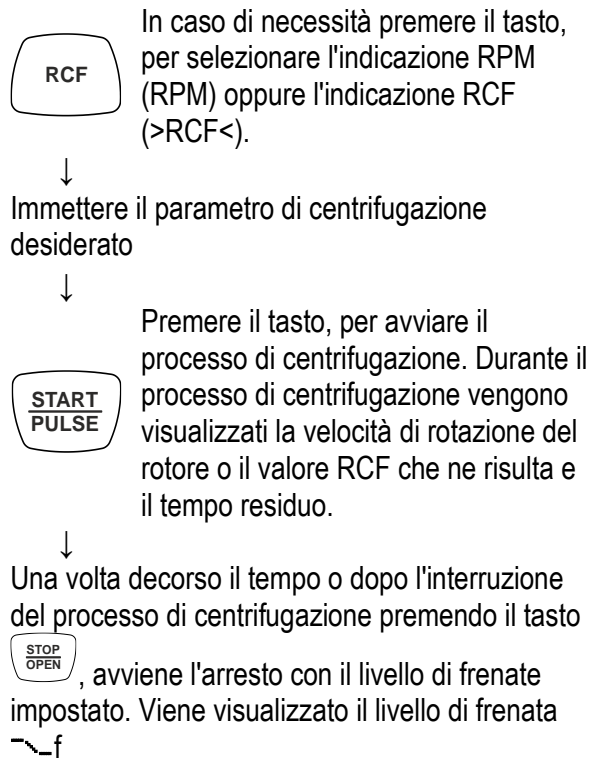 In caso di necessità premere il tasto,
per selezionare l'indicazione RPM
RCF
(RPM) oppure l'indicazione RCF
(>RCF<).
↓
Immettere il parametro di centrifugazione
desiderato
↓
Premere il tasto, per avviare il
processo di centrifugazione. Durante il
START
PULSE
processo di centrifugazione vengono
visualizzati la velocità di rotazione del
rotore o il valore RCF che ne risulta e
il tempo residuo.
↓
Una volta decorso il tempo o dopo l'interruzione
del processo di centrifugazione premendo il tasto
STOP
OPEN
, avviene l'arresto con il livello di frenate
impostato. Viene visualizzato il livello di frenata
f